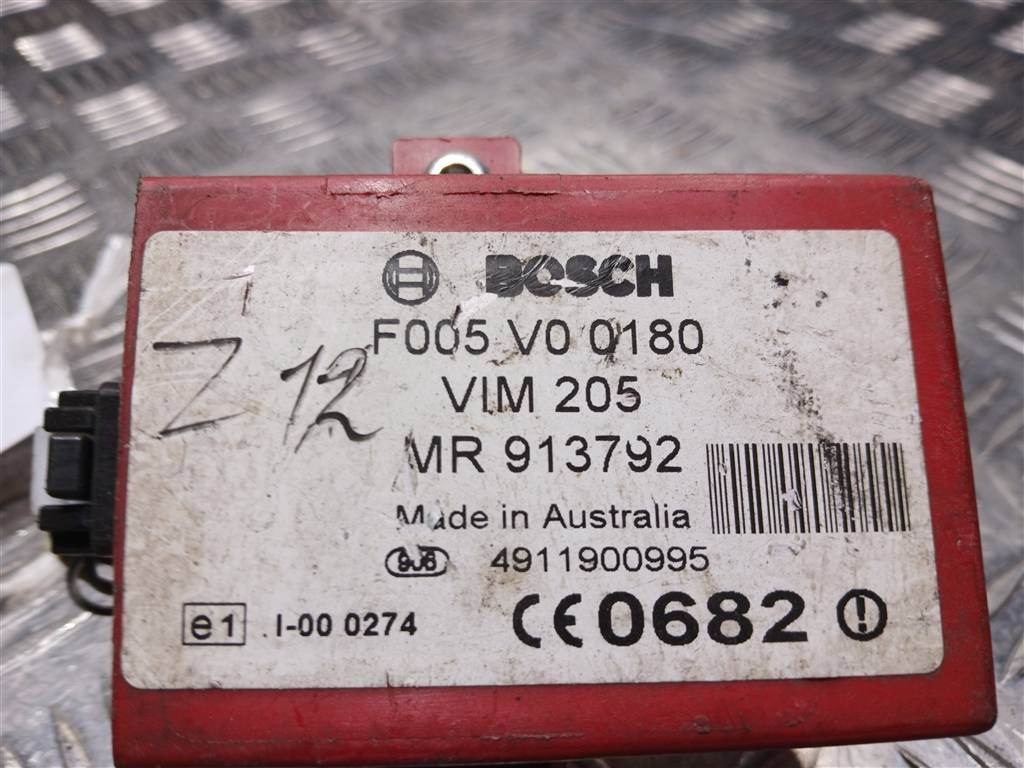 BOSCH
F005 V0 0180
VIM 205
Z 12
MR 913792
Made in Australia
4911900995
e1 I-00 0274
CE 0682